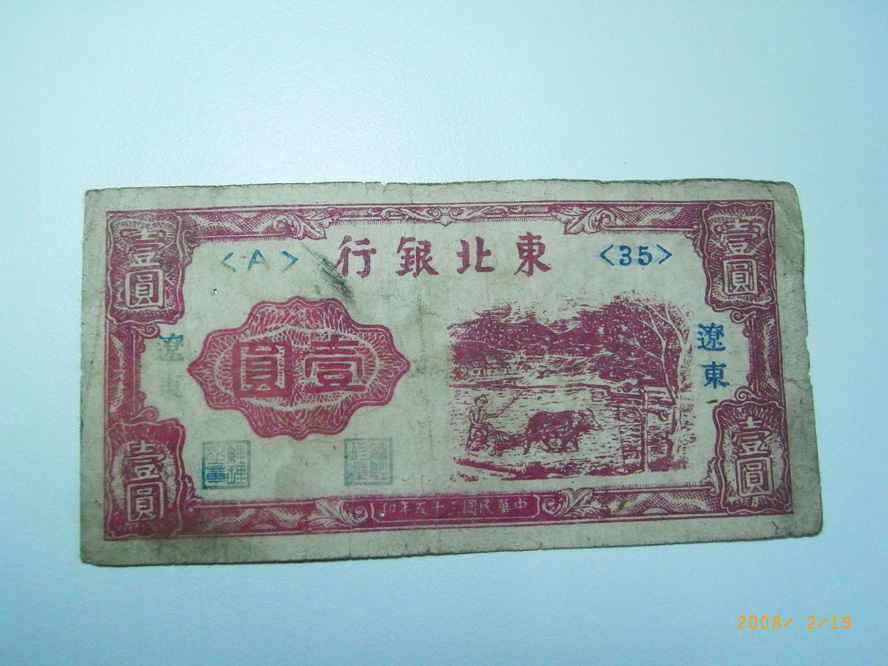 壹圓
<A>
東北銀行
<35>
壹圓
遼東
壹圓
遼東
壹圓
中華民國三十五年印
壹圓
2008/ 2/19